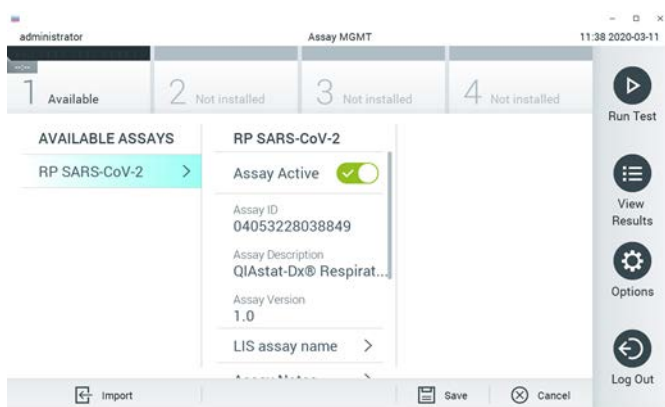 administrator
Assay MGMT
11:38 2020-03-11
1 Available
2 Not installed
3 Not installed
4 Not installed
Run Test
AVAILABLE ASSAYS
RP SARS-CoV-2
RP SARS-CoV-2
Assay Active
Assay ID
04053228038849
Assay Description
QIAstat-Dx® Respirat...
Assay Version
1.0
LIS assay name
View
Results
Options
Log Out
Import
Save
Cancel